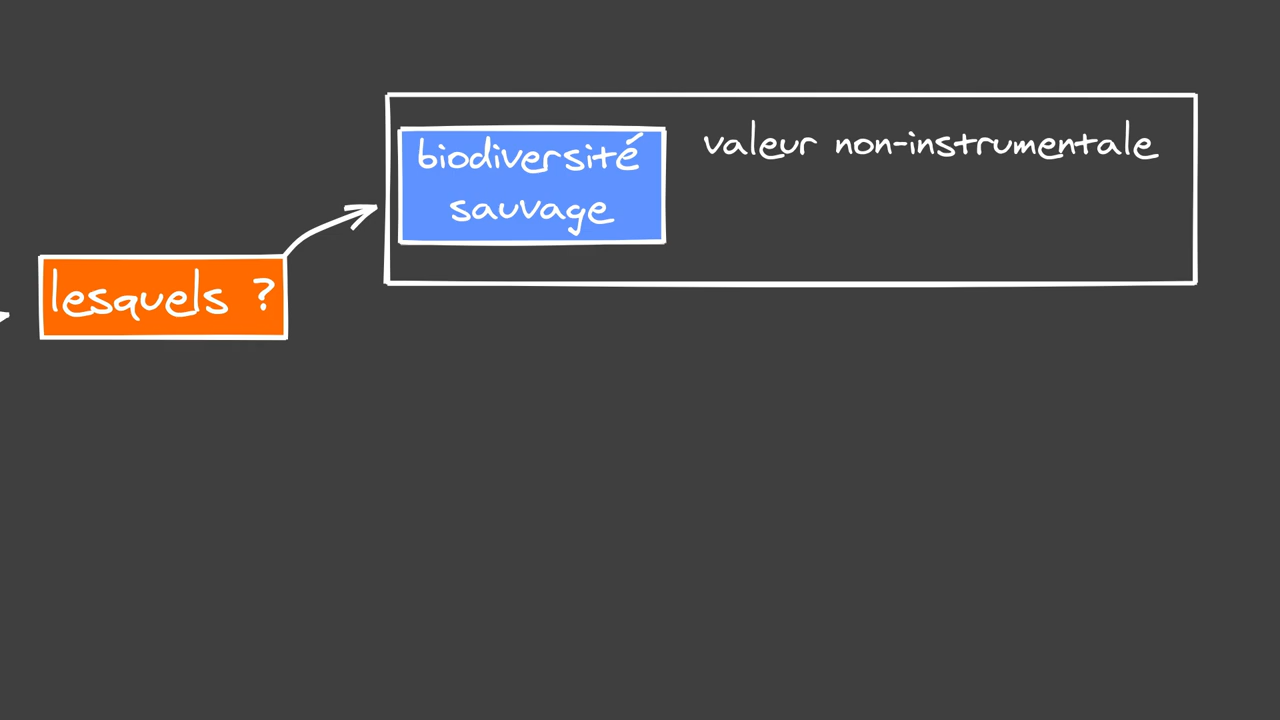 biodiversité
sauvage
valeur non-instrumentale
lesquels ?